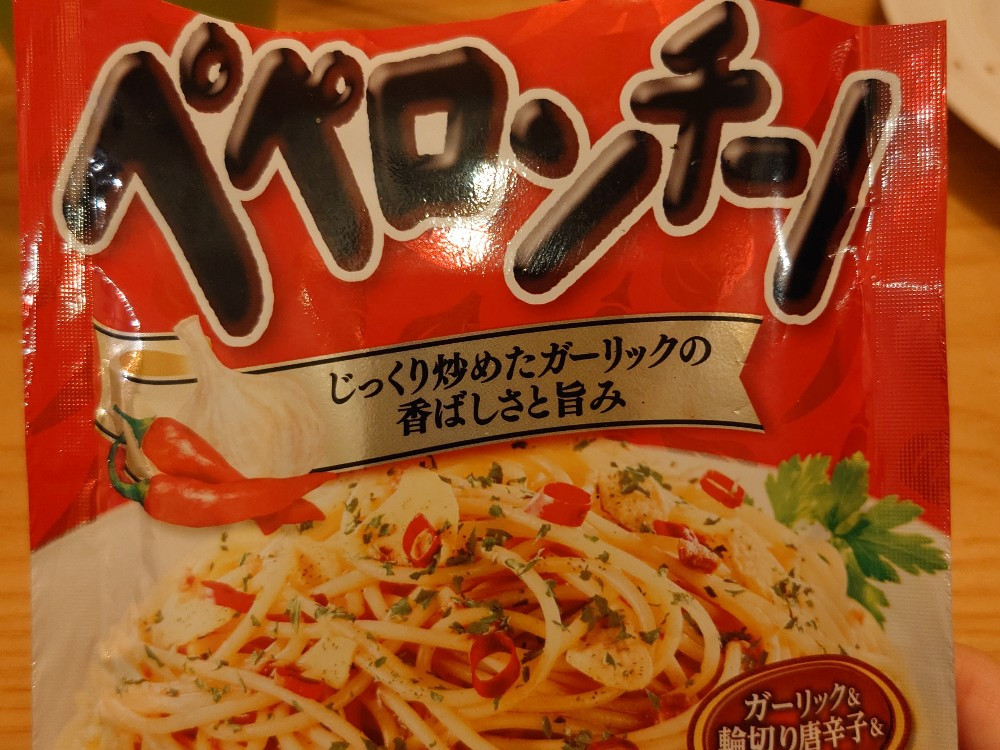 ペペロンチーノ
じっくり炒めたガーリックの
香ばしさと旨み
ガーリック&
輪切り唐辛子&